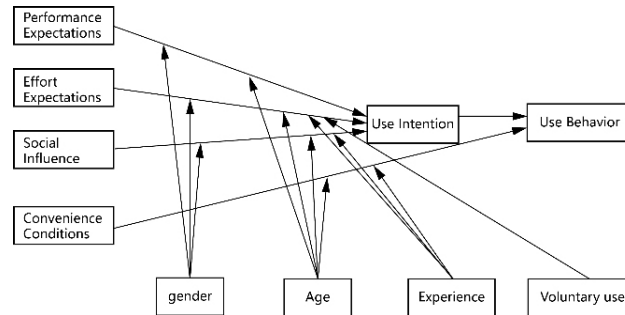 Performance
Expectations
Effort
Expectations
Social
Influence
Convenience
Conditions
Use Intention
Use Behavior
gender
Age
Experience
Voluntary use